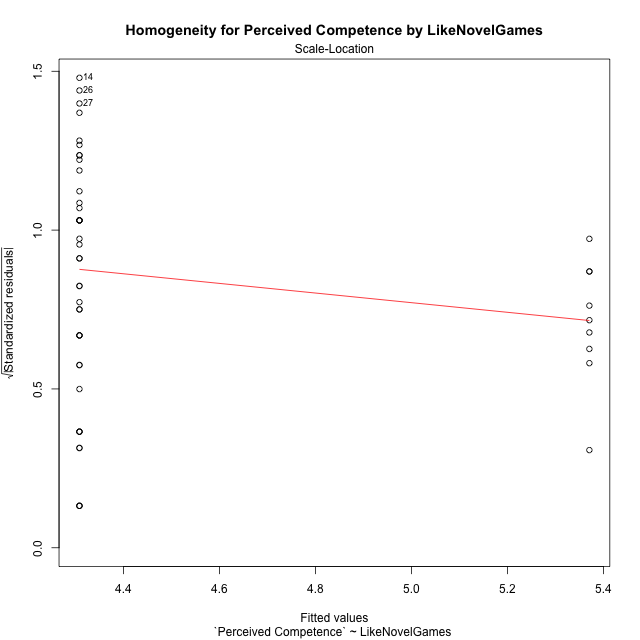 Homogeneity for Perceived Competence by LikeNovelGames
Scale-Location
1.5
1.0
0.5
0.0
√|Standardized residuals|
14
26
27
4.4 4.6 4.8 5.0 5.2 5.4
Fitted values
`Perceived Competence` ~ LikeNovelGames